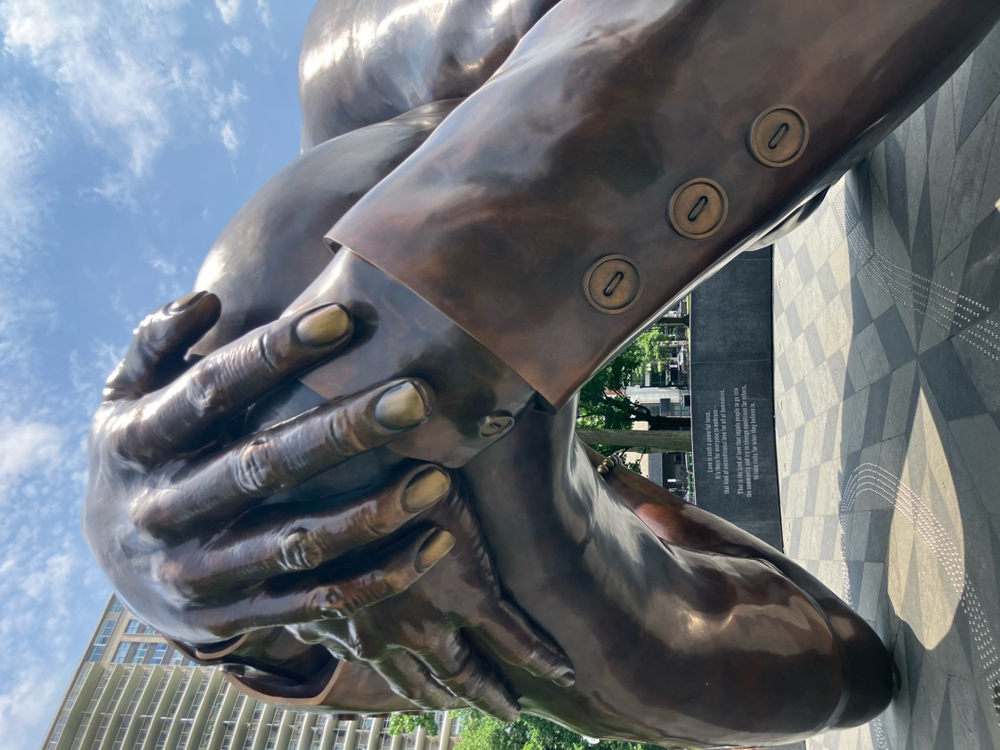 "Love is such a powerful force.
It's there for everyone to embrace—
that kind of unconditional love for all of humankind.
That is the kind of love that impels people to go into
the community and try to change conditions for others,
to take risks for what they believe in.